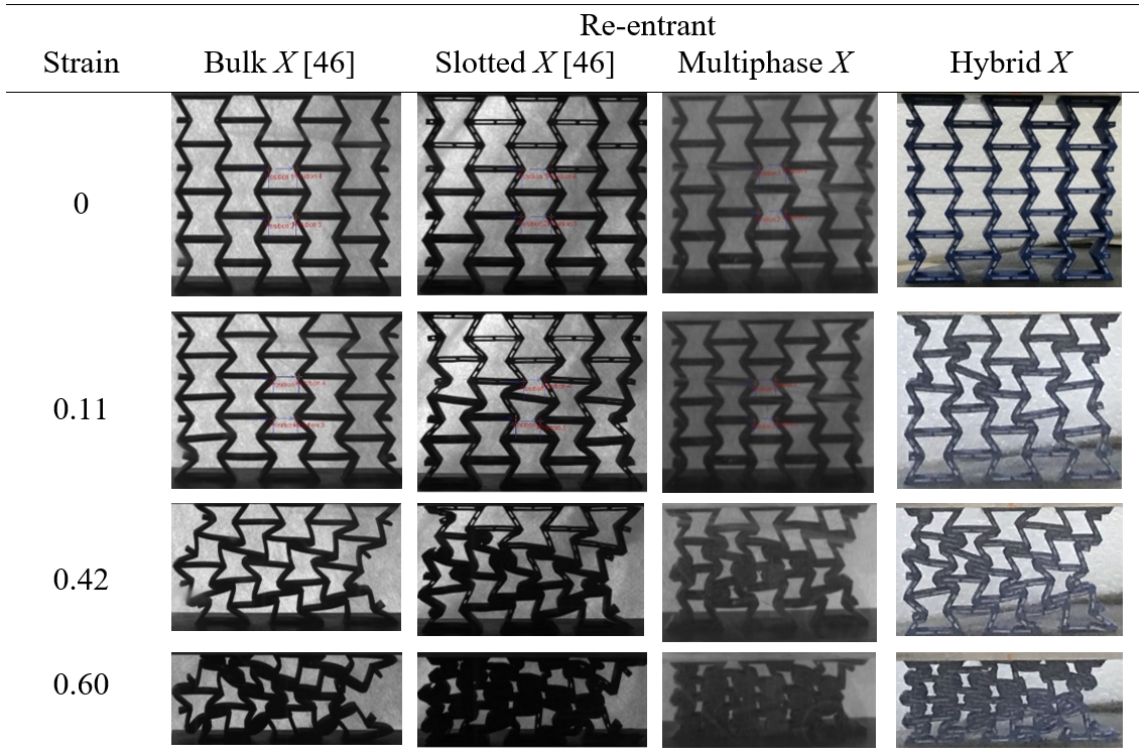 Re-entrant
Strain Bulk X [46] Slotted X [46] Multiphase X Hybrid X
0
0.11
0.42
0.60